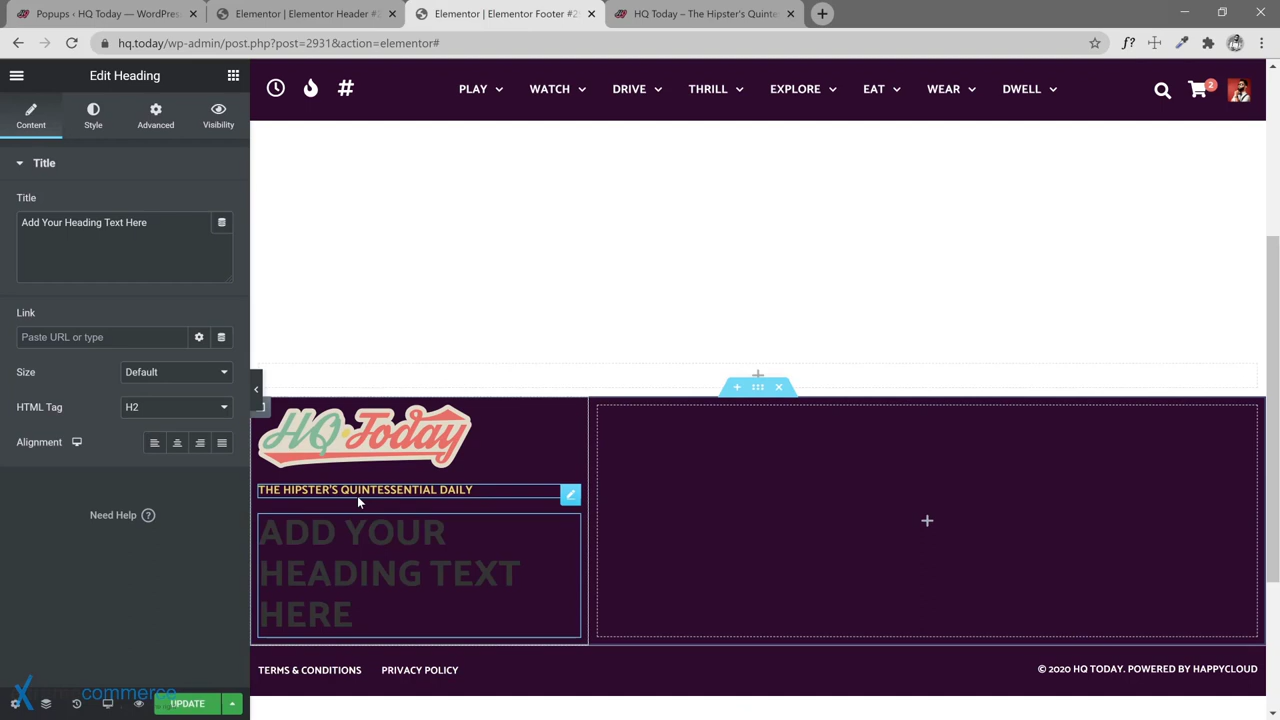 Popups ‹ HQ Today — WordPres
Elementor | Elementor Header #2
Elementor | Elementor Footer #2
HQ Today – The Hipster's Quinte
hq.today/wp-admin/post.php?post=2931&action=elementor#
f?
Edit Heading
PLAY WATCH DRIVE THRILL EXPLORE EAT WEAR DWELL
2
Content Style Advanced Visibility
Title
Title
Add Your Heading Text Here
Link
Paste URL or type
Size Default
HTML Tag H2
Alignment
Need Help
HQ Today
THE HIPSTER'S QUINTESSENTIAL DAILY
ADD YOUR
HEADING TEXT
HERE
TERMS & CONDITIONS PRIVACY POLICY
© 2020 HQ TODAY. POWERED BY HAPPYCLOUD
commerce
UPDATE